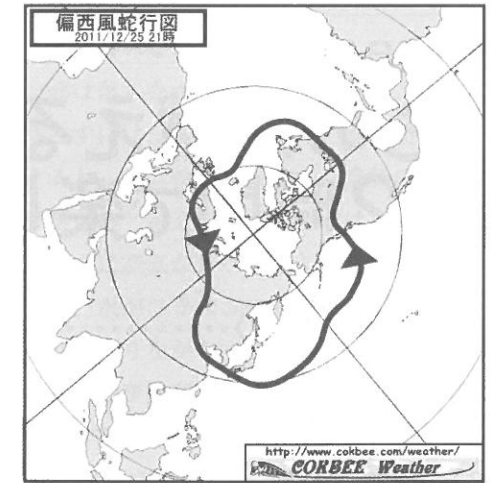 偏西風蛇行図
2011/12/25 21時
http://www.cokbee.com/weather/
COKBEE Weather